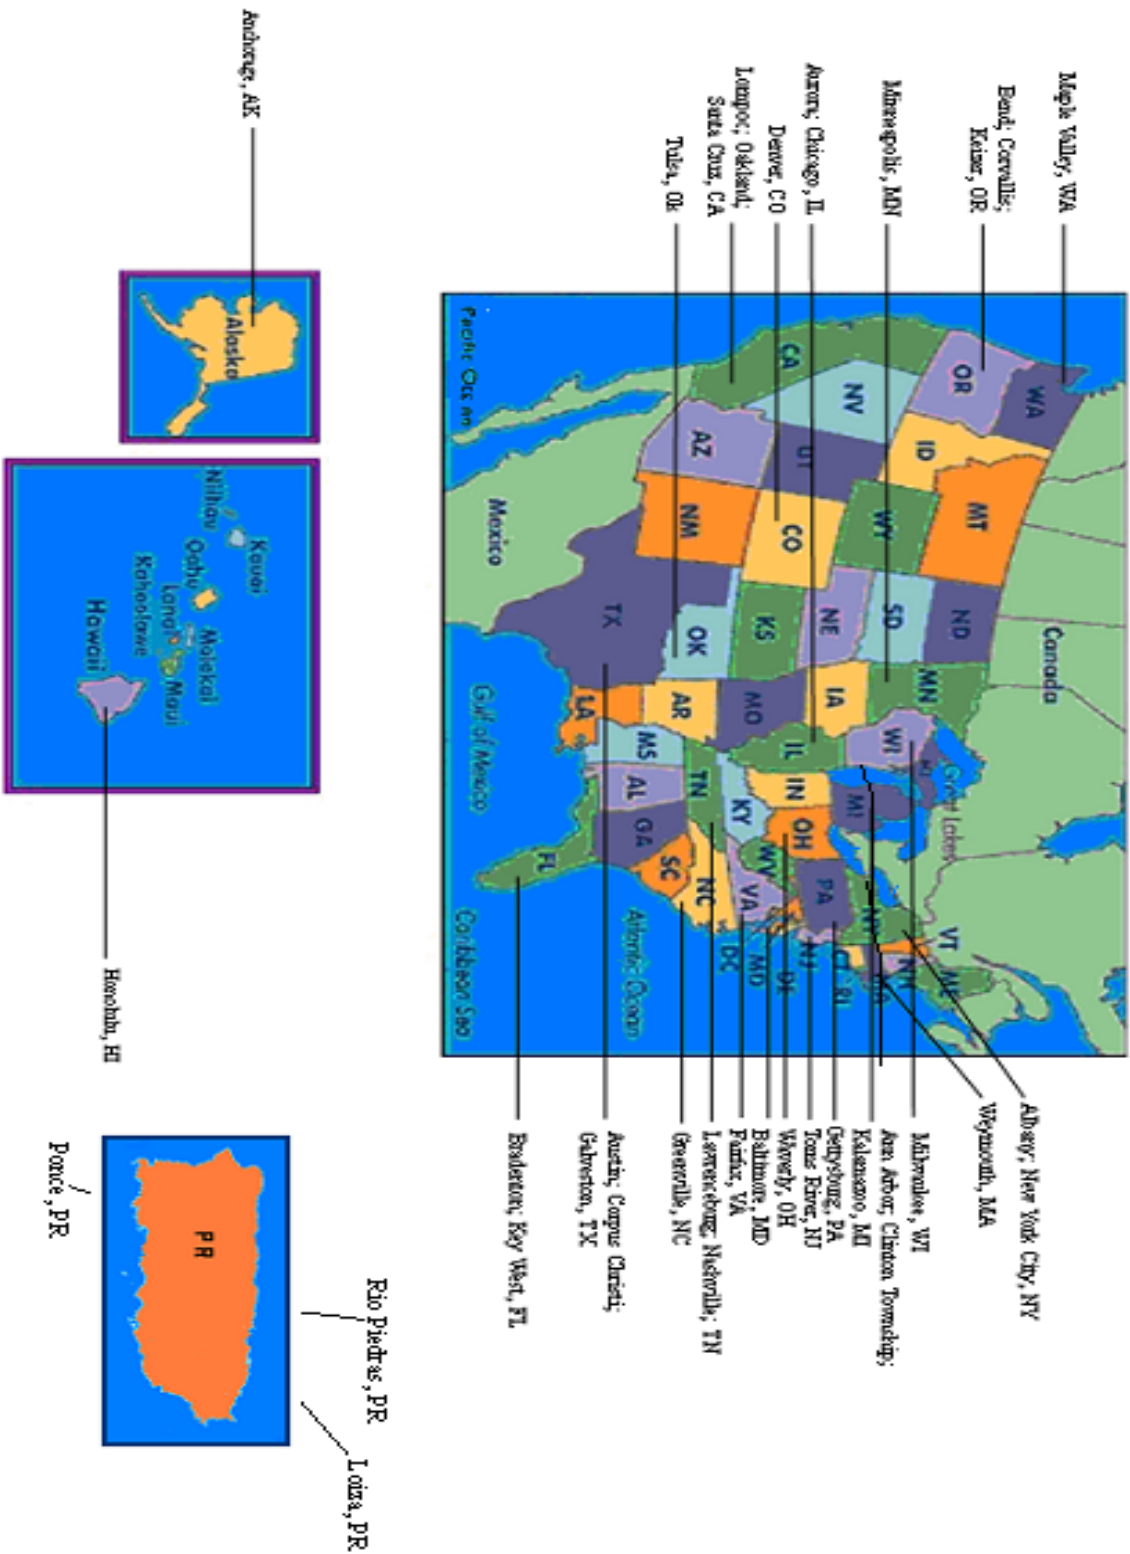 Maple Valley, WA
Bend; Corvallis;
Keizer, OR
Minneapolis, MN
Aurora; Chicago, IL
Denver, CO
Lompoc; Oakland;
Santa Cruz, CA
Tulsa, Ok
Albany; New York City, NY
Weymouth, MA
Milwaukee, WI
Ann Arbor; Clinton Township;
Kalamazoo, MI
Gettysburg, PA
Toms River, NJ
Waverly, OH
Baltimore, MD
Fairfax, VA
Lawrenceburg; Nashville; TN
Greenville, NC
Austin; Corpus Christi;
Galveston, TX
Bradenton; Key West, FL
Canada
Great Lakes
WA
OR
ID
MT
ND
MN
WI
MI
MI
VT
ME
NH
MA
NY
CT
RI
NV
UT
WY
SD
NE
IA
IL
IN
OH
PA
NJ
DE
MD
DC
CA
AZ
CO
KS
MO
KY
WV
VA
NM
OK
AR
TN
NC
SC
TX
LA
MS
AL
GA
FL
Mexico
Pacific Ocean
Gulf of Mexico
Atlantic Ocean
Caribbean Sea
Anchorage, AK
Alaska
Kauai
Niihau
Oahu
Molokai
Lanai
Maui
Kahoolawe
Hawaii
Honolulu, HI
Rio Piedras, PR
Loiza, PR
PR
Ponce, PR